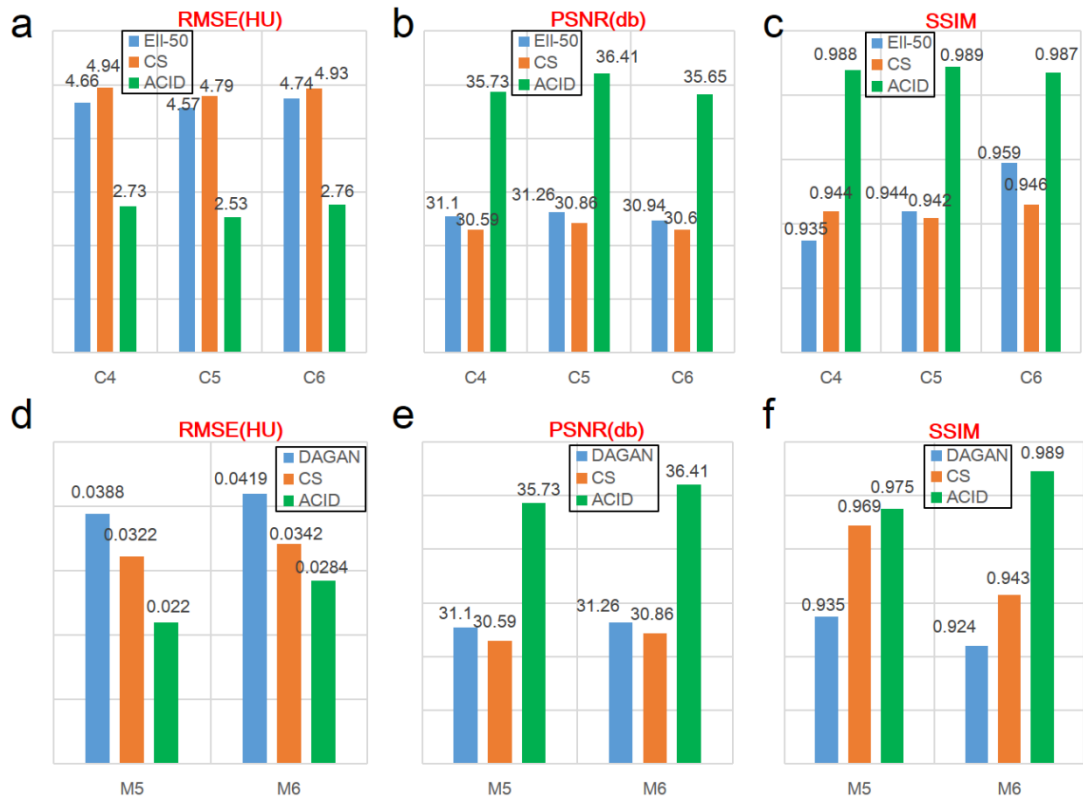 a
RMSE(HU)
Ell-50
CS
ACID
4.66
4.94
2.73
4.57
4.79
2.53
4.74
4.93
2.76
C4
C5
C6
b
PSNR(db)
Ell-50
CS
ACID
31.1
30.59
35.73
31.26
30.86
36.41
30.94
30.6
35.65
C4
C5
C6
c
SSIM
Ell-50
CS
ACID
0.935
0.944
0.988
0.944
0.942
0.989
0.959
0.946
0.987
C4
C5
C6
d
RMSE(HU)
DAGAN
CS
ACID
0.0388
0.0322
0.022
0.0419
0.0342
0.0284
M5
M6
e
PSNR(db)
DAGAN
CS
ACID
31.1
30.59
35.73
31.26
30.86
36.41
M5
M6
f
SSIM
DAGAN
CS
ACID
0.935
0.969
0.975
0.924
0.943
0.989
M5
M6